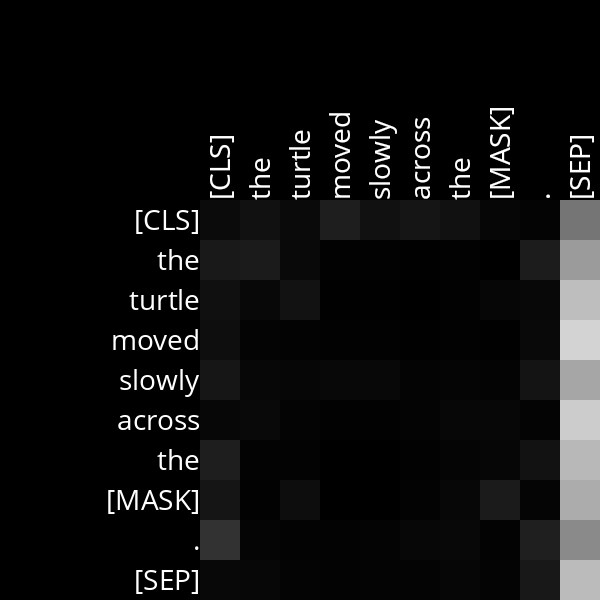 [CLS] the turtle moved slowly across the [MASK] . [SEP]
[CLS]
the
turtle
moved
slowly
across
the
[MASK]
.
[SEP]